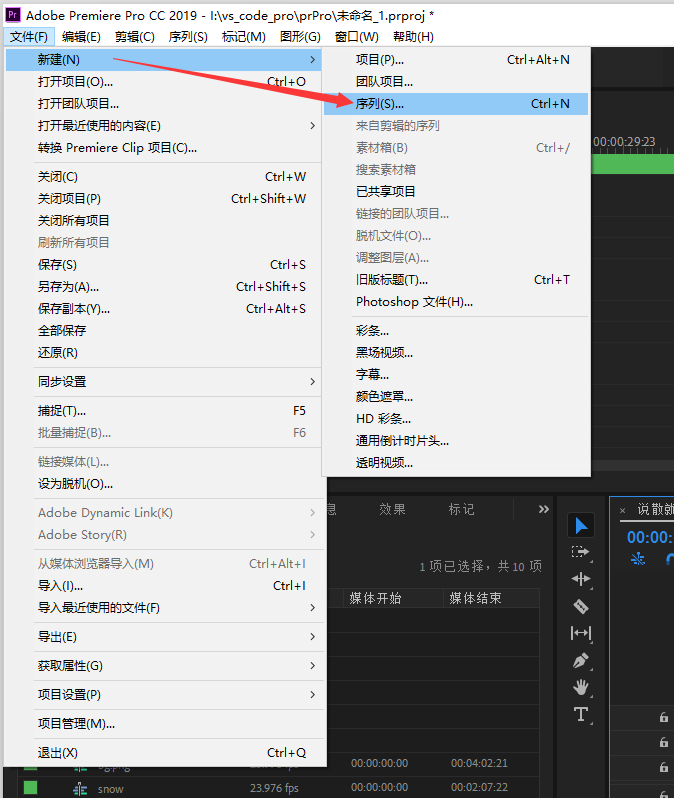 Adobe Premiere Pro CC 2019 - I:\vs_code_pro\prPro\未命名_1.prproj *
文件(F) 编辑(E) 剪辑(C) 序列(S) 标记(M) 图形(G) 窗口(W) 帮助(H)
新建(N)
打开项目(O)... Ctrl+O
打开团队项目...
打开最近使用的内容(E)
转换 Premiere Clip 项目(C)...
关闭(C) Ctrl+W
关闭项目(P) Ctrl+Shift+W
关闭所有项目
刷新所有项目
保存(S) Ctrl+S
另存为(A)... Ctrl+Shift+S
保存副本(Y)... Ctrl+Alt+S
全部保存
还原(R)
同步设置
捕捉(T)... F5
批量捕捉(B)... F6
链接媒体(L)...
设为脱机(O)...
Adobe Dynamic Link(K)
Adobe Story(R)
从媒体浏览器导入(M) Ctrl+Alt+I
导入(I)... Ctrl+I
导入最近使用的文件(F)
导出(E)
获取属性(G)
项目设置(P)
项目管理(M)...
退出(X) Ctrl+Q
项目(P)... Ctrl+Alt+N
团队项目...
序列(S)... Ctrl+N
来自剪辑的序列
素材箱(B) Ctrl+/
搜索素材箱
已共享项目
链接的团队项目...
脱机文件(O)...
调整图层(A)...
旧版标题(T)... Ctrl+T
Photoshop 文件(H)...
彩条...
黑场视频...
字幕...
颜色遮罩...
HD 彩条...
通用倒计时片头...
透明视频...
00:00:29:23
息 效果 标记 »
1 项已选择，共 10 项
媒体开始 媒体结束
00:00:00:00 00:04:02:21
snow 23.976 fps 00:00:00:00 00:02:07:22
× 说散就
00:00: